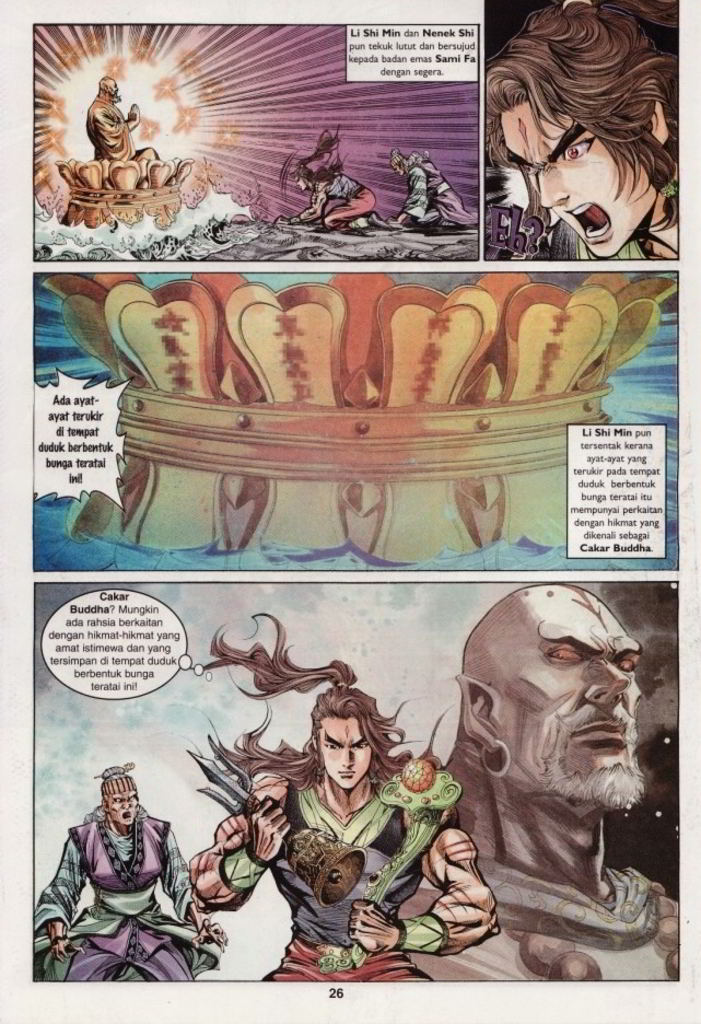 Li Shi Min dan Nenek Shi
pun tekuk lutut dan bersujud
kepada badan emas Sami Fa
dengan segera.
Eh?
Ada ayat-
ayat terukir
di tempat
duduk berbentuk
bunga teratai
ini!
Li Shi Min pun
tersentak kerana
ayat-ayat yang
terukir pada tempat
duduk berbentuk
bunga teratai itu
mempunyai perkaitan
dengan hikmat yang
dikenali sebagai
Cakar Buddha.
Cakar
Buddha? Mungkin
ada rahsia berkaitan
dengan hikmat-hikmat yang
amat istimewa dan yang
tersimpan di tempat duduk
berbentuk bunga
teratai ini!
26